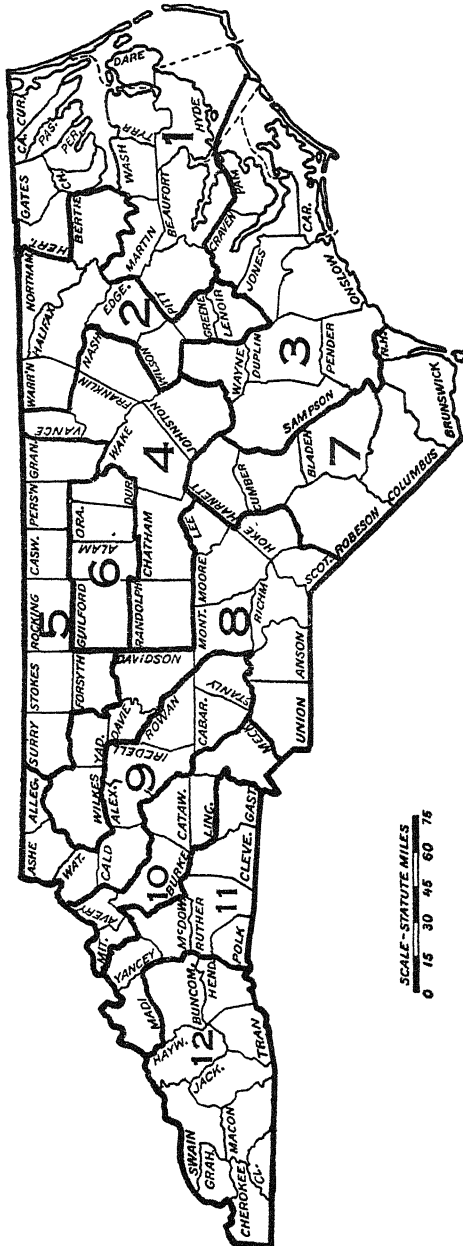 CHEROKEE
CL.
GRAH.
SWAIN
MACON
JACK.
HAYW.
12
TRAN
MADI
BUNCOM.
HEND
YANCEY
MIT.
AVERY
McDOW
RUTHER
POLK
11
10
BURKE
CLEVE.
WAT.
CALD
ASHE
ALLEG.
WILKES
ALEX.
9
CATAW.
LING.
GAST
SURRY
YAD.
IREDELL
DAVIE
ROWAN
CABAR.
MECK
STOKES
FORSYTH
DAVIDSON
STANLY
UNION
ROCKING
5
GUILFORD
RANDOLPH
MONT.
8
ANSON
CASW.
ALAM
6
ORA.
CHATHAM
MOORE
RICHM
PERS'N
DUR
LEE
HOKE
SCOT.
GRAN.
VANCE
WAKE
4
HARNETT
CUMBER
ROBESON
WARR'N
FRANKLIN
JOHNSTON
SAMPSON
BLADEN
7
COLUMBUS
BRUNSWICK
NORTHAM
HALIFAX
NASH
WILSON
EDGE.
2
WAYNE
DUPLIN
3
PENDER
N.H.
HERT.
BERTIE
MARTIN
PITT
GREENE
LENOIR
JONES
ONSLOW
GATES
CH.
PER.
PAS.
CA.
CUR.
WASH
TYRR
DARE
1
HYDE
BEAUFORT
CRAVEN
PAM
CAR.
SCALE-STATUTE MILES
0 15 30 45 60 75